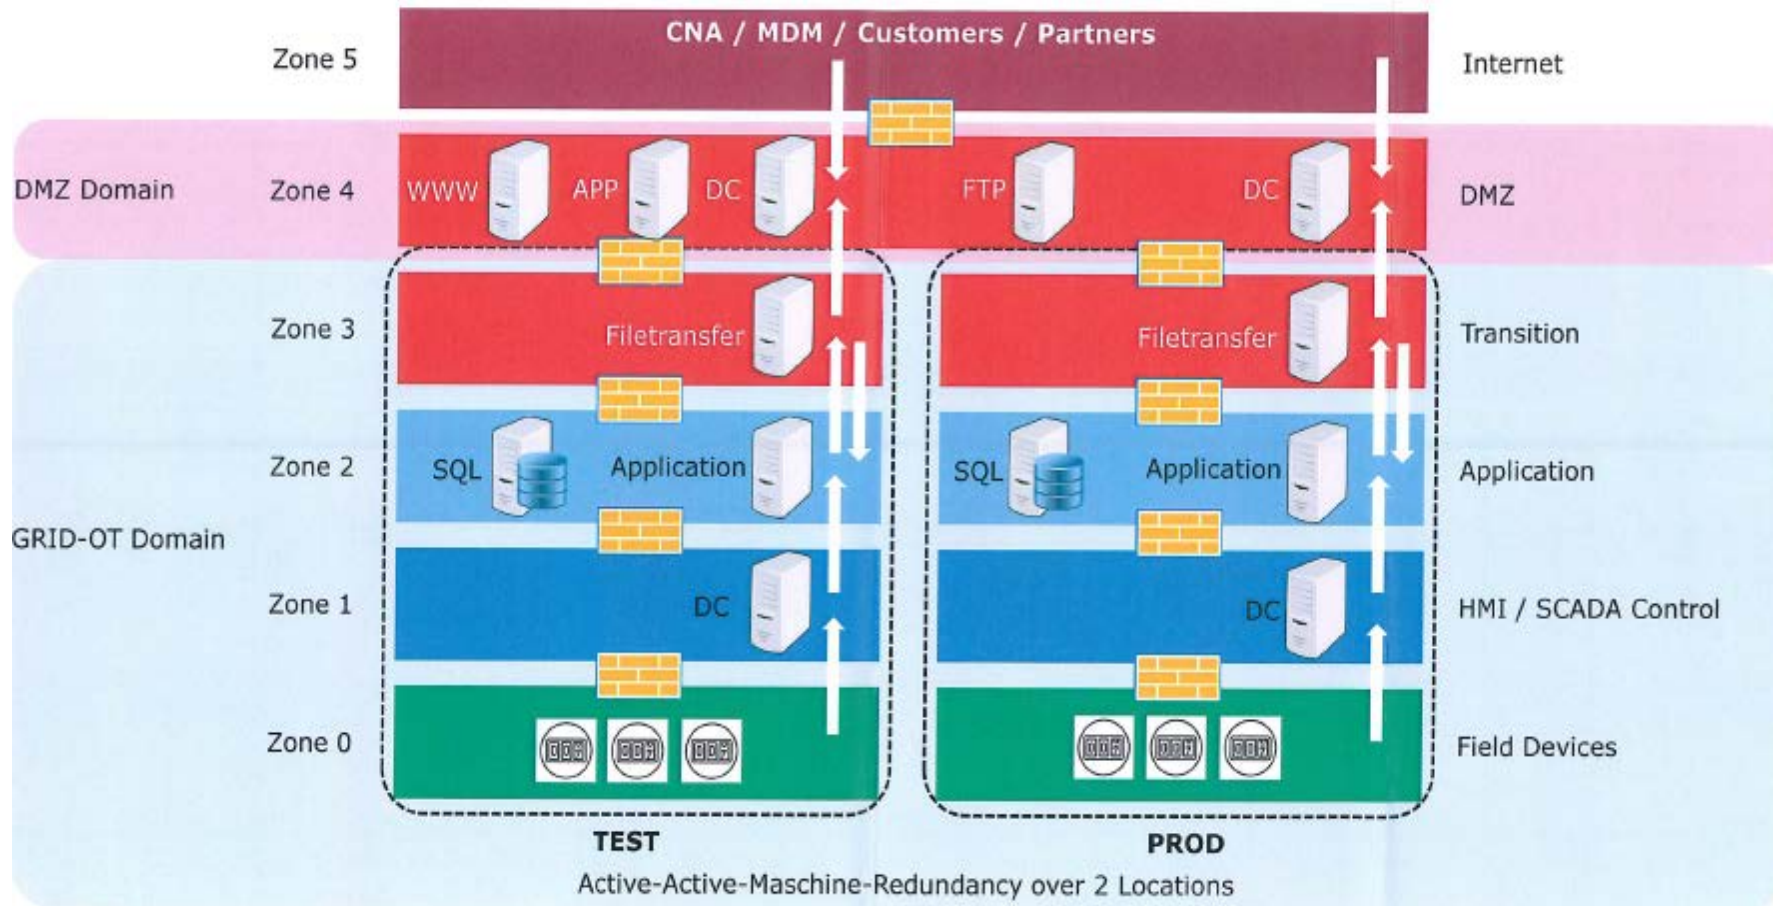 CNA / MDM / Customers / Partners
Zone 5
Internet
DMZ Domain
Zone 4
WWW
APP
DC
FTP
DC
DMZ
Zone 3
Filetransfer
Filetransfer
Transition
Zone 2
SQL
Application
SQL
Application
Application
GRID-OT Domain
Zone 1
DC
DC
HMI / SCADA Control
Zone 0
Field Devices
TEST
PROD
Active-Active-Maschine-Redundancy over 2 Locations